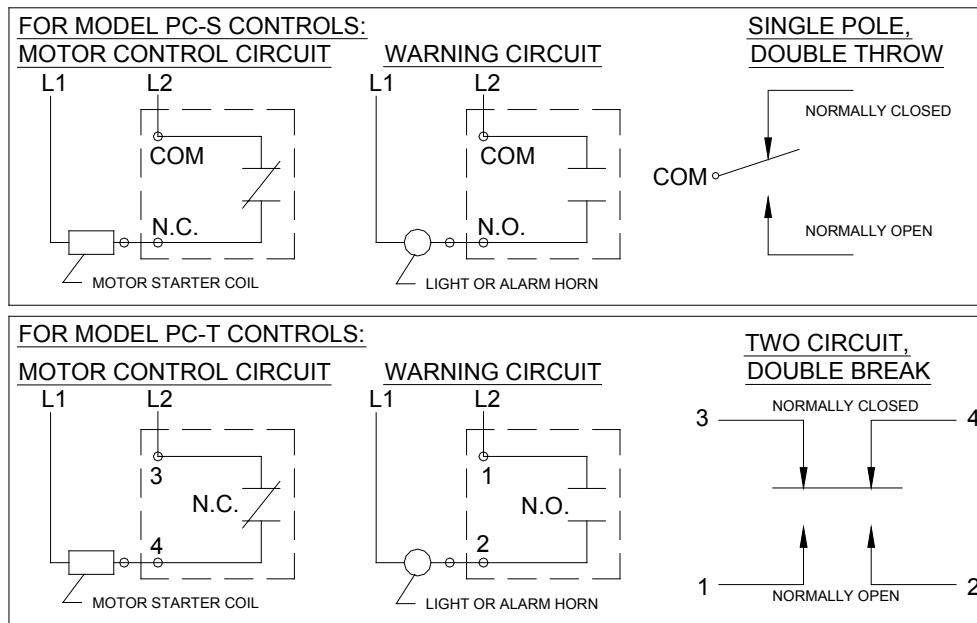 FOR MODEL PC-S CONTROLS:
MOTOR CONTROL CIRCUIT
L1 L2
COM
N.C.
MOTOR STARTER COIL
WARNING CIRCUIT
L1 L2
COM
N.O.
LIGHT OR ALARM HORN
SINGLE POLE,
DOUBLE THROW
NORMALLY CLOSED
COM
NORMALLY OPEN
FOR MODEL PC-T CONTROLS:
MOTOR CONTROL CIRCUIT
L1 L2
3
N.C.
4
MOTOR STARTER COIL
WARNING CIRCUIT
L1 L2
1
N.O.
2
LIGHT OR ALARM HORN
TWO CIRCUIT,
DOUBLE BREAK
NORMALLY CLOSED
3 4
1 2
NORMALLY OPEN